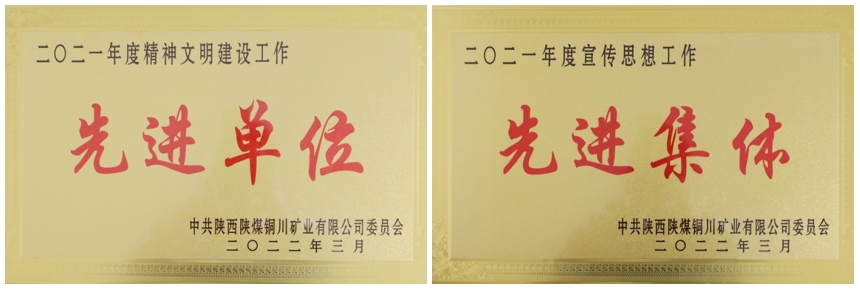 二〇二一年度精神文明建设工作
先进单位
中共陕西陕煤铜川矿业有限公司委员会
二〇二二年三月
二〇二一年度宣传思想工作
先进集体
中共陕西陕煤铜川矿业有限公司委员会
二〇二二年三月